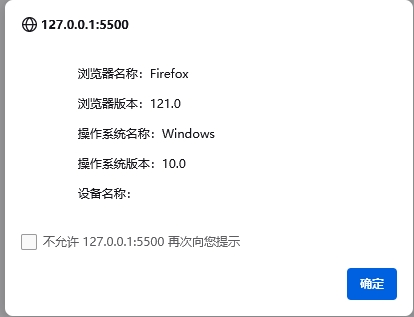 127.0.0.1:5500
浏览器名称：Firefox
浏览器版本：121.0
操作系统名称：Windows
操作系统版本：10.0
设备名称：
不允许 127.0.0.1:5500 再次向您提示
确定